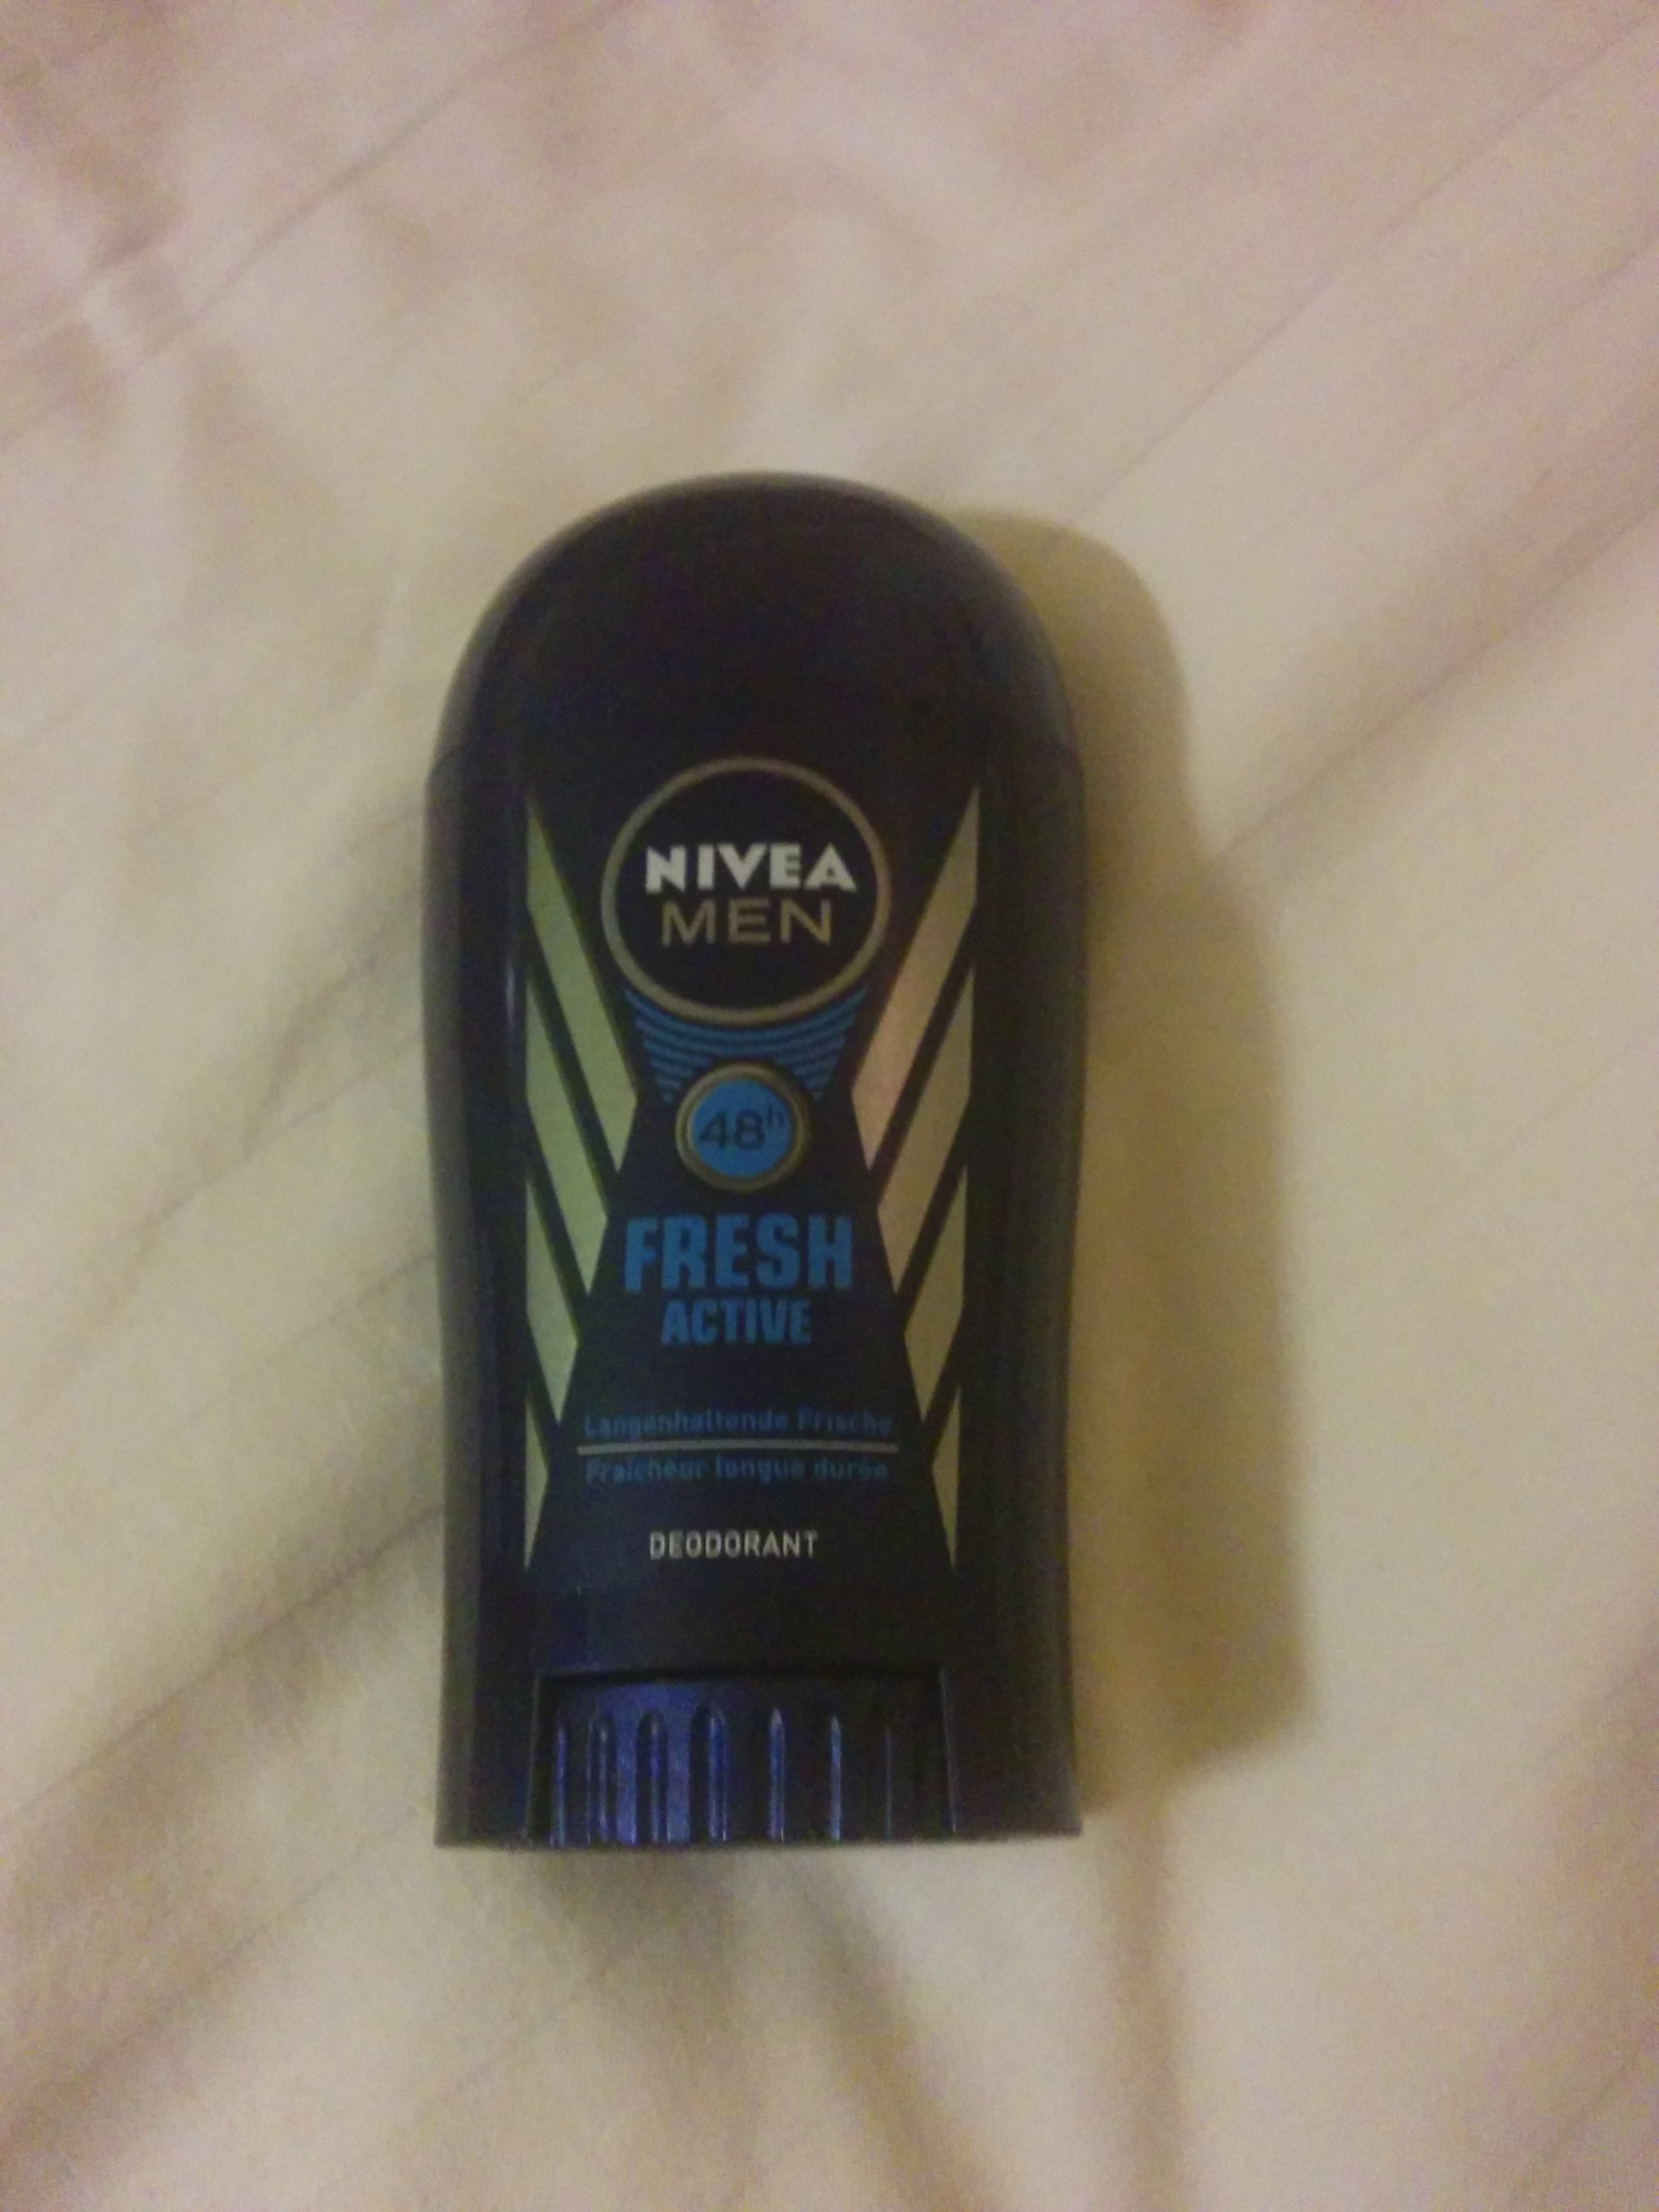 NIVEA
MEN
48h
FRESH
ACTIVE
Langanhaltende Frische
Fraîcheur longue durée
DEODORANT